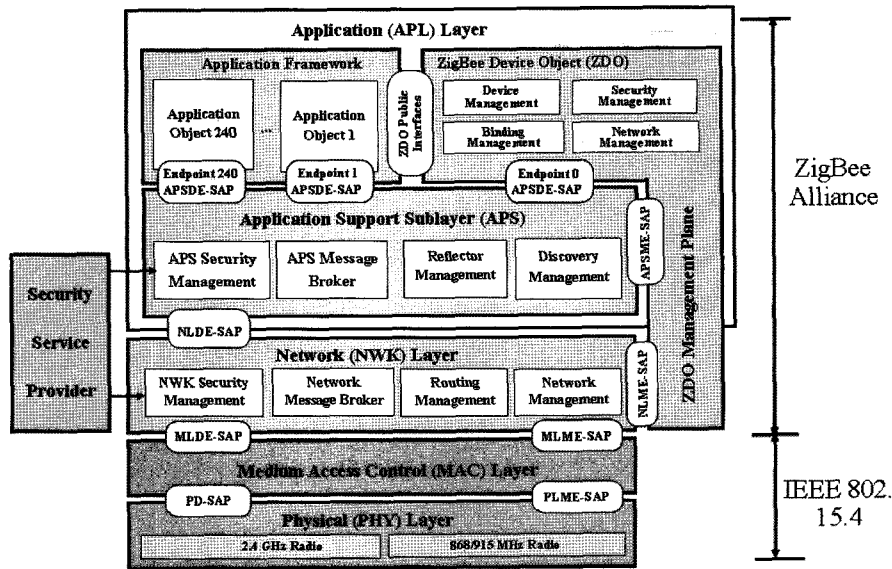 Application (APL) Layer
Application Framework
ZigBee Device Object (ZDO)
Application
Object 240
...
Application
Object 1
ZDO Public
Interfaces
Device
Management
Security
Management
Binding
Management
Network
Management
Endpoint 240
APSDE-SAP
Endpoint 1
APSDE-SAP
Endpoint 0
APSDE-SAP
ZigBee
Alliance
Application Support Sublayer (APS)
APS Security
Management
APS Message
Broker
Reflector
Management
Discovery
Management
APSME-SAP
ZDO Management Plane
Security
Service
Provider
NLDE-SAP
Network (NWK) Layer
NWK Security
Management
Network
Message Broker
Routing
Management
Network
Management
NLME-SAP
MLDE-SAP
MLME-SAP
Medium Access Control (MAC) Layer
PD-SAP
PLME-SAP
IEEE 802.
15.4
Physical (PHY) Layer
2.4 GHz Radio
868/915 MHz Radio